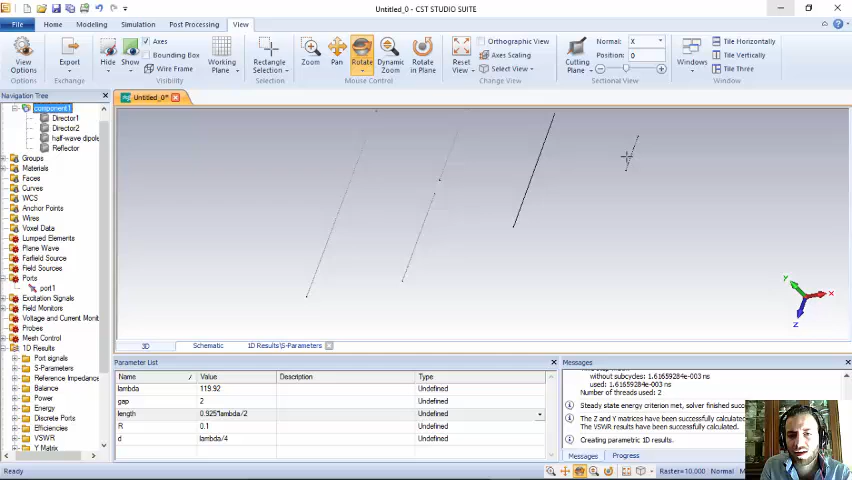 Untitled_0 - CST STUDIO SUITE
File Home Modeling Simulation Post Processing View
View Options
Options
Export
Exchange
Hide
Show
Axes
Bounding Box
Wire Frame
Visibility
Working Plane
Rectangle Selection
Selection
Zoom
Pan
Rotate
Dynamic Zoom
Rotate in Plane
Mouse Control
Reset View
Orthographic View
Axes Scaling
Select View
Change View
Cutting Plane
Normal: X
Position: 0
Sectional View
Windows
Tile Horizontally
Tile Vertically
Tile Three
Window
Navigation Tree
Untitled_0*
component1
Director1
Director2
half-wave dipole
Reflector
Groups
Materials
Faces
Curves
WCS
Anchor Points
Wires
Voxel Data
Lumped Elements
Plane Wave
Farfield Source
Field Sources
Ports
port1
Excitation Signals
Field Monitors
Voltage and Current Monit
Probes
Mesh Control
1D Results
Port signals
S-Parameters
Reference Impedance
Balance
Power
Energy
Discrete Ports
Efficiencies
VSWR
Y Matrix
y
x
z
3D Schematic 1D Results\S-Parameters
Parameter List
Name / Value Description Type
lambda 119.92 Undefined
gap 2 Undefined
length 0.925*lambda/2 Undefined
R 0.1 Undefined
d lambda/4 Undefined
Messages
without subcycles: 1.61659284e-003 ns
used: 1.61659284e-003 ns
Number of threads used: 2
Steady state energy criterion met, solver finished suc
The Z and Y matrices have been successfully calculated
The VSWR results have been successfully calculated.
Creating parametric 1D results.
Messages Progress
Ready
Raster=10.000 Normal